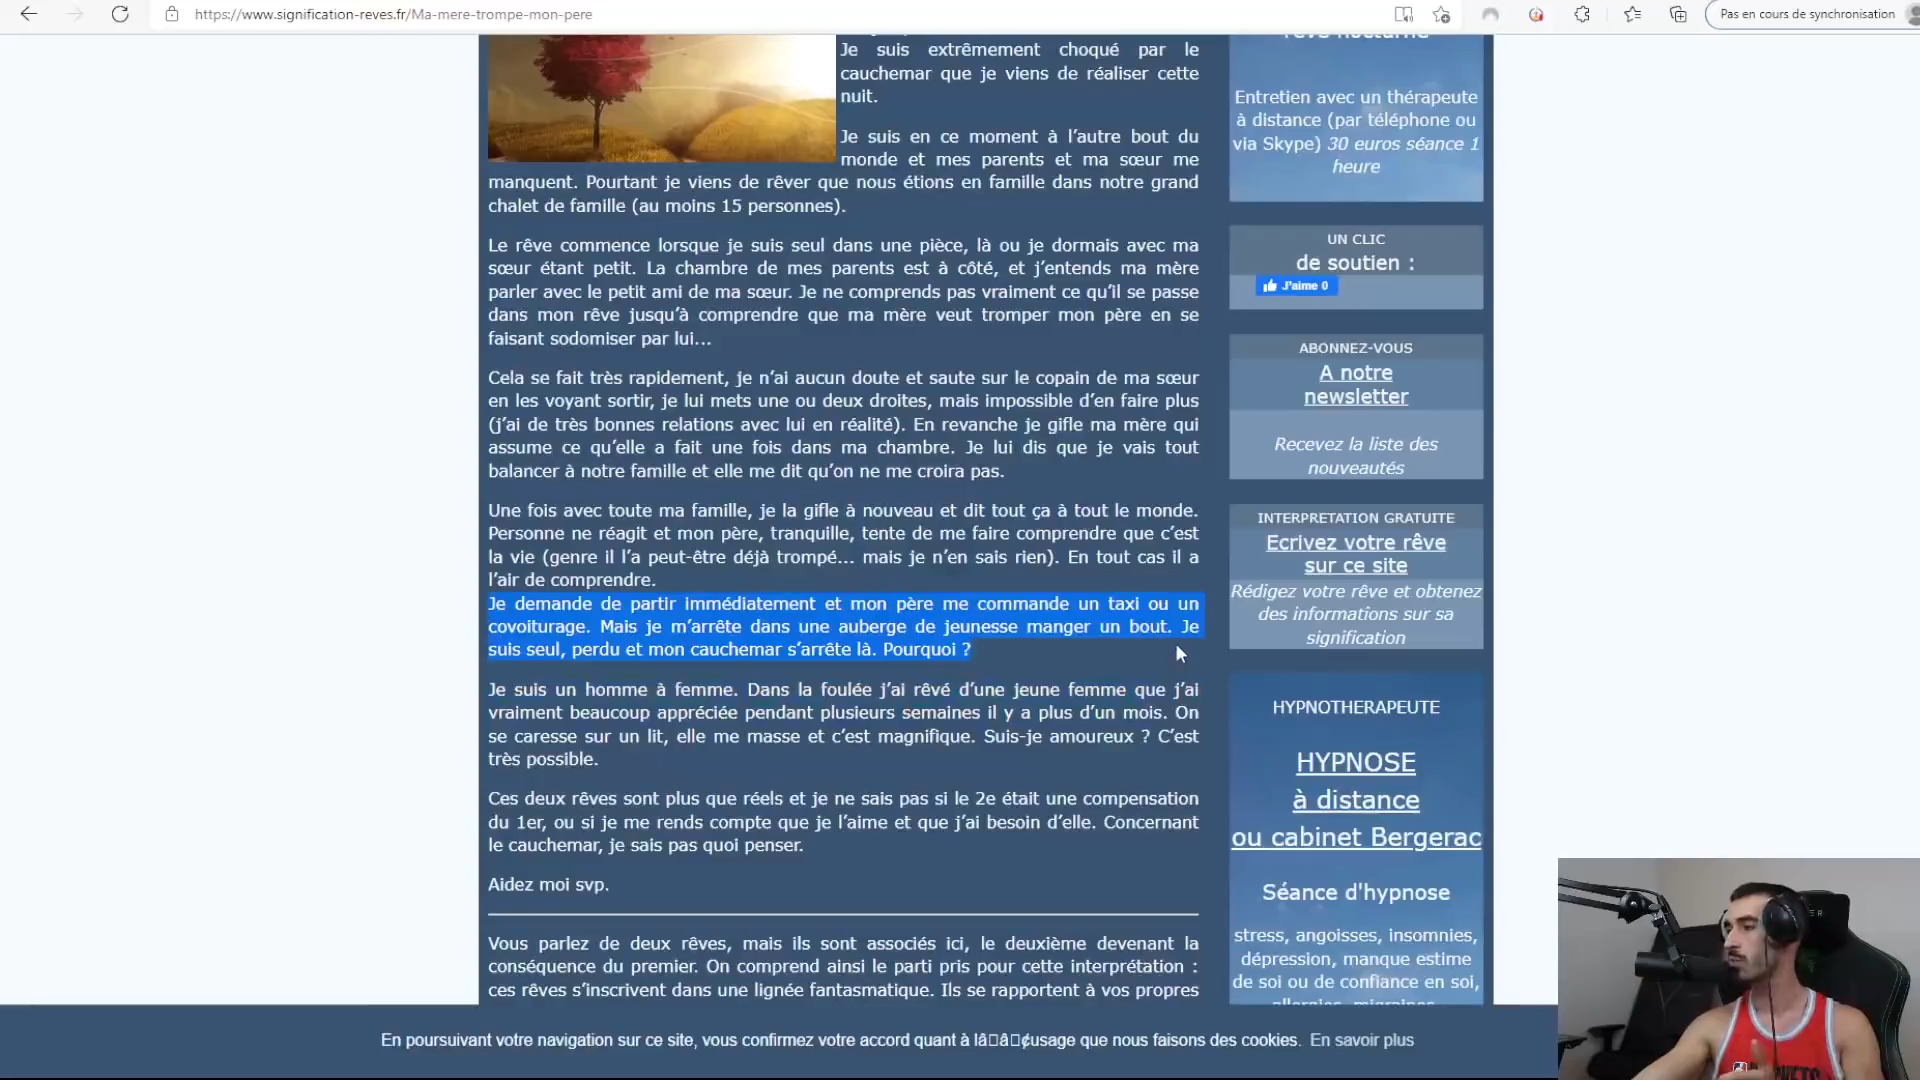 https://www.signification-reves.fr/Ma-mere-trompe-mon-pere
Pas en cours de synchronisation
Je suis extrêmement choqué par le
cauchemar que je viens de réaliser cette
nuit.
Je suis en ce moment à l'autre bout du
monde et mes parents et ma sœur me
manquent. Pourtant je viens de rêver que nous étions en famille dans notre grand
chalet de famille (au moins 15 personnes).
Le rêve commence lorsque je suis seul dans une pièce, là ou je dormais avec ma
sœur étant petit. La chambre de mes parents est à côté, et j'entends ma mère
parler avec le petit ami de ma sœur. Je ne comprends pas vraiment ce qu'il se passe
dans mon rêve jusqu'à comprendre que ma mère veut tromper mon père en se
faisant sodomiser par lui...
Cela se fait très rapidement, je n'ai aucun doute et saute sur le copain de ma sœur
en les voyant sortir, je lui mets une ou deux droites, mais impossible d'en faire plus
(j'ai de très bonnes relations avec lui en réalité). En revanche je gifle ma mère qui
assume ce qu'elle a fait une fois dans ma chambre. Je lui dis que je vais tout
balancer à notre famille et elle me dit qu'on ne me croira pas.
Une fois avec toute ma famille, je la gifle à nouveau et dit tout ça à tout le monde.
Personne ne réagit et mon père, tranquille, tente de me faire comprendre que c'est
la vie (genre il l'a peut-être déjà trompé... mais je n'en sais rien). En tout cas il a
l'air de comprendre.
Je demande de partir immédiatement et mon père me commande un taxi ou un
covoiturage. Mais je m'arrête dans une auberge de jeunesse manger un bout. Je
suis seul, perdu et mon cauchemar s'arrête là. Pourquoi ?
Je suis un homme à femme. Dans la foulée j'ai rêvé d'une jeune femme que j'ai
vraiment beaucoup appréciée pendant plusieurs semaines il y a plus d'un mois. On
se caresse sur un lit, elle me masse et c'est magnifique. Suis-je amoureux ? C'est
très possible.
Ces deux rêves sont plus que réels et je ne sais pas si le 2e était une compensation
du 1er, ou si je me rends compte que je l'aime et que j'ai besoin d'elle. Concernant
le cauchemar, je sais pas quoi penser.
Aidez moi svp.
Vous parlez de deux rêves, mais ils sont associés ici, le deuxième devenant la
conséquence du premier. On comprend ainsi le parti pris pour cette interprétation :
ces rêves s'inscrivent dans une lignée fantasmatique. Ils se rapportent à vos propres
rêve nocturne
Entretien avec un thérapeute
à distance (par téléphone ou
via Skype) 30 euros séance 1
heure
UN CLIC
de soutien :
J'aime 0
ABONNEZ-VOUS
A notre
newsletter
Recevez la liste des
nouveautés
INTERPRETATION GRATUITE
Ecrivez votre rêve
sur ce site
Rédigez votre rêve et obtenez
des informations sur sa
signification
HYPNOTHERAPEUTE
HYPNOSE
à distance
ou cabinet Bergerac
Séance d'hypnose
stress, angoisses, insomnies,
dépression, manque estime
de soi ou de confiance en soi,
allergies, migraines
En poursuivant votre navigation sur ce site, vous confirmez votre accord quant à lâ□â□¢usage que nous faisons des cookies. En savoir plus